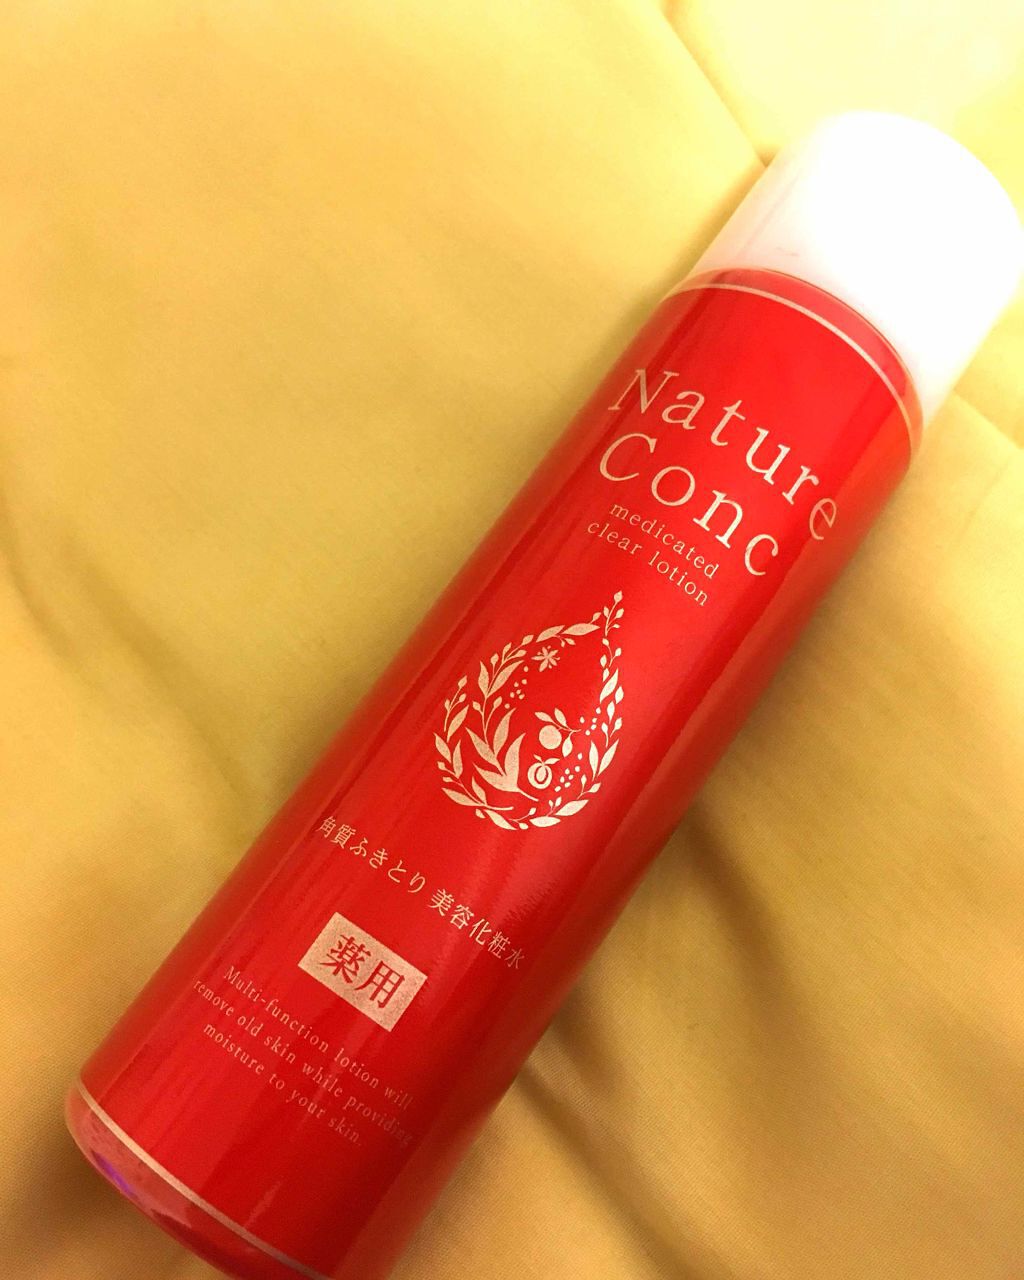 Nature
Conc
medicated
clear lotion
角質ふきとり 美容化粧水
薬用
Multi-function lotion will
remove old skin while providing
moisture to your skin.